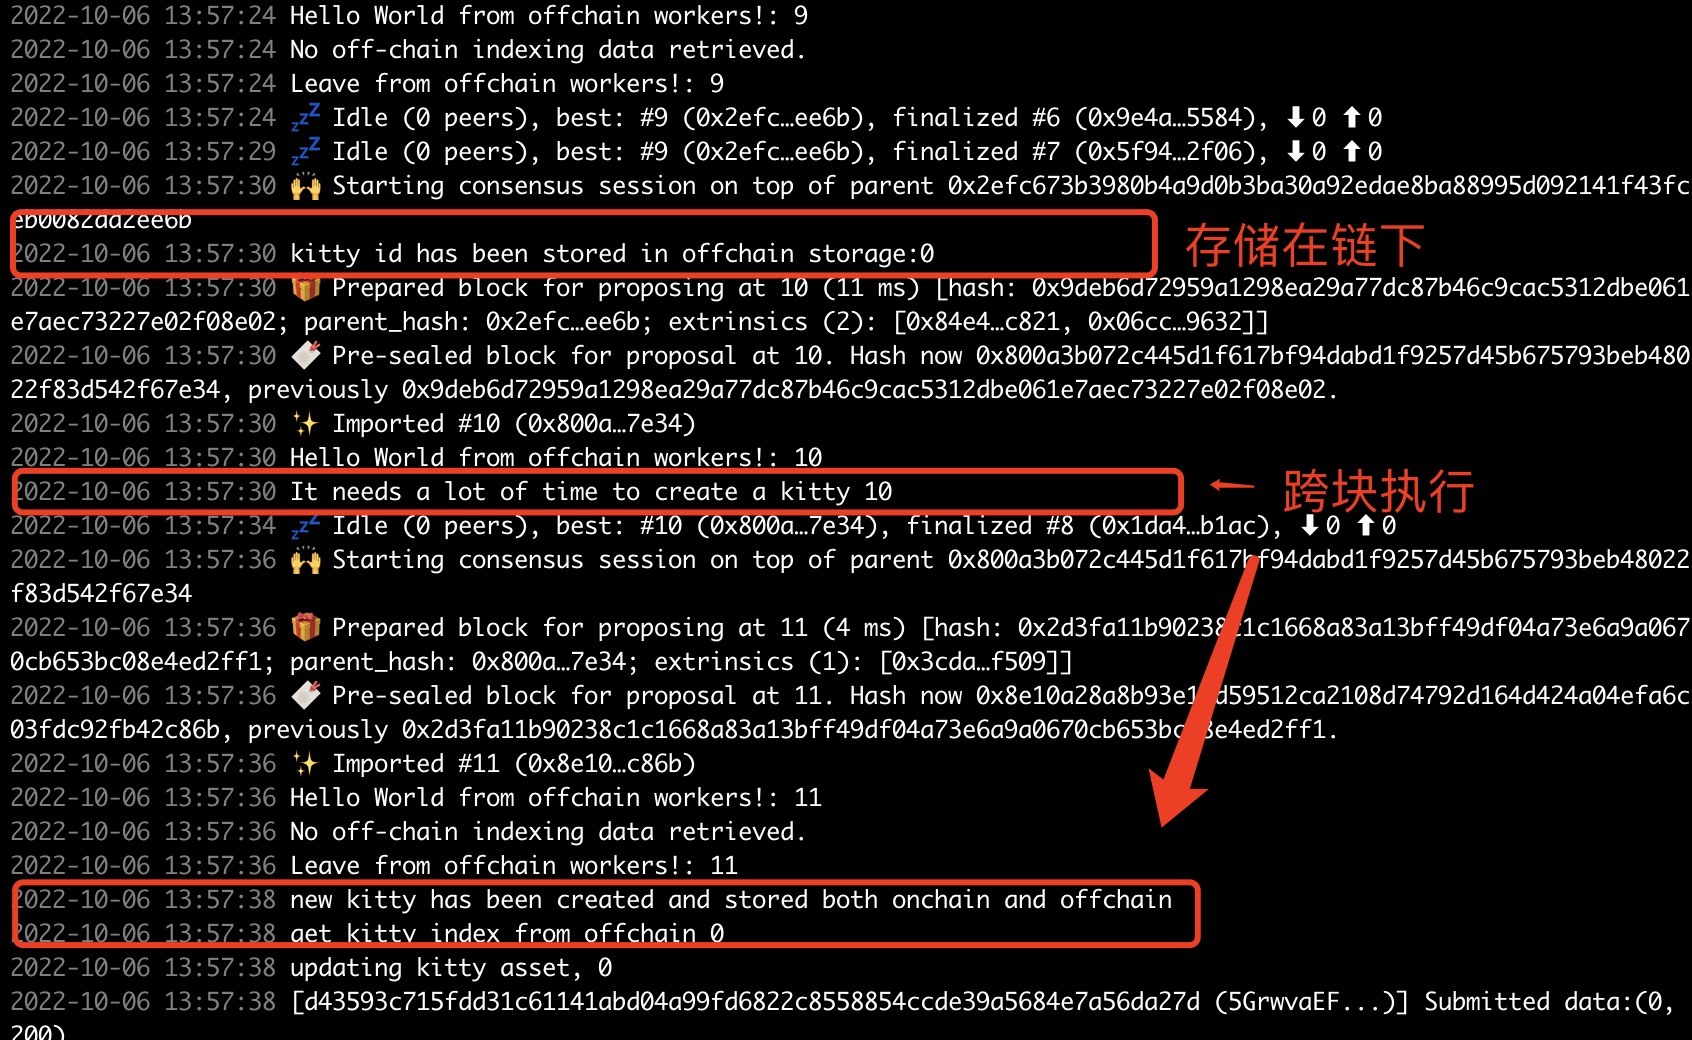 2022-10-06 13:57:24 Hello World from offchain workers!: 9
2022-10-06 13:57:24 No off-chain indexing data retrieved.
2022-10-06 13:57:24 Leave from offchain workers!: 9
2022-10-06 13:57:24 💤 Idle (0 peers), best: #9 (0x2efc…ee6b), finalized #6 (0x9e4a…5584), ⬇ 0 ⬆ 0
2022-10-06 13:57:29 💤 Idle (0 peers), best: #9 (0x2efc…ee6b), finalized #7 (0x5f94…2f06), ⬇ 0 ⬆ 0
2022-10-06 13:57:30 🙌 Starting consensus session on top of parent 0x2efc673b3980b4a9d0b3ba30a92edae8ba88995d092141f43fc
eb0082da2ee6b
2022-10-06 13:57:30 kitty id has been stored in offchain storage:0
存储在链下
2022-10-06 13:57:30 🎁 Prepared block for proposing at 10 (11 ms) [hash: 0x9deb6d72959a1298ea29a77dc87b46c9cac5312dbe061
e7aec73227e02f08e02; parent_hash: 0x2efc…ee6b; extrinsics (2): [0x84e4…c821, 0x06cc…9632]]
2022-10-06 13:57:30 🔖 Pre-sealed block for proposal at 10. Hash now 0x800a3b072c445d1f617bf94dabd1f9257d45b675793beb480
22f83d542f67e34, previously 0x9deb6d72959a1298ea29a77dc87b46c9cac5312dbe061e7aec73227e02f08e02.
2022-10-06 13:57:30 ✨ Imported #10 (0x800a…7e34)
2022-10-06 13:57:30 Hello World from offchain workers!: 10
2022-10-06 13:57:30 It needs a lot of time to create a kitty 10
跨块执行
2022-10-06 13:57:34 💤 Idle (0 peers), best: #10 (0x800a…7e34), finalized #8 (0x1da4…b1ac), ⬇ 0 ⬆ 0
2022-10-06 13:57:36 🙌 Starting consensus session on top of parent 0x800a3b072c445d1f617bf94dabd1f9257d45b675793beb48022
f83d542f67e34
2022-10-06 13:57:36 🎁 Prepared block for proposing at 11 (4 ms) [hash: 0x2d3fa11b90238c1c1668a83a13bff49df04a73e6a9a067
0cb653bc08e4ed2ff1; parent_hash: 0x800a…7e34; extrinsics (1): [0x3cda…f509]]
2022-10-06 13:57:36 🔖 Pre-sealed block for proposal at 11. Hash now
03fdc92fb42c86b, previously 0x2d3fa11b90238c1c1668a83a13bff49df04a73e6a9a0670cb653bc08e4ed2ff1.
2022-10-06 13:57:36 ✨ Imported #11 (0x8e10…c86b)
2022-10-06 13:57:36 Hello World from offchain workers!: 11
2022-10-06 13:57:36 No off-chain indexing data retrieved.
2022-10-06 13:57:36 Leave from offchain workers!: 11
2022-10-06 13:57:38 new kitty has been created and stored both onchain and offchain
2022-10-06 13:57:38 get kitty index from offchain 0
2022-10-06 13:57:38 updating kitty asset, 0
2022-10-06 13:57:38 [d43593c715fdd31c61141abd04a99fd6822c8558854ccde39a5684e7a56da27d (5GrwvaEF...)] Submitted data:(0,
200)